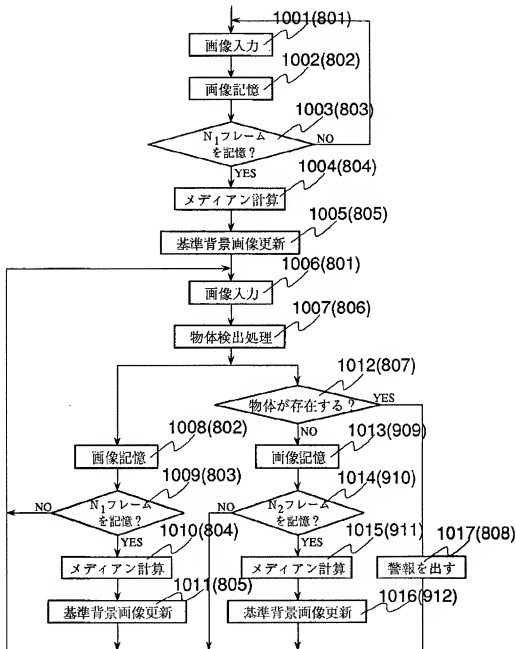 1001(801)
画像入力
1002(802)
画像記憶
1003(803)
N₁フレーム
を記憶？
NO
YES
1004(804)
メディアン計算
1005(805)
基準背景画像更新
1006(801)
画像入力
1007(806)
物体検出処理
1012(807)
物体が存在する？
YES
NO
1008(802)
画像記憶
1013(909)
画像記憶
1009(803)
N₁フレーム
を記憶？
NO
YES
1014(910)
N₂フレーム
を記憶？
NO
YES
1010(804)
メディアン計算
1015(911)
メディアン計算
1017(808)
警報を出す
1011(805)
基準背景画像更新
1016(912)
基準背景画像更新